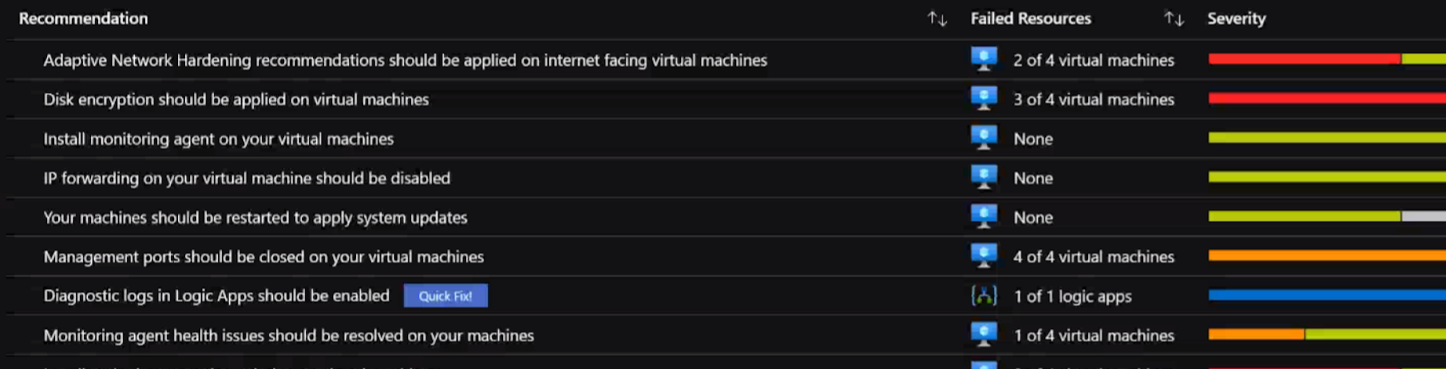 Recommendation Failed Resources Severity
Adaptive Network Hardening recommendations should be applied on internet facing virtual machines 2 of 4 virtual machines
Disk encryption should be applied on virtual machines 3 of 4 virtual machines
Install monitoring agent on your virtual machines None
IP forwarding on your virtual machine should be disabled None
Your machines should be restarted to apply system updates None
Management ports should be closed on your virtual machines 4 of 4 virtual machines
Diagnostic logs in Logic Apps should be enabled Quick Fix! 1 of 1 logic apps
Monitoring agent health issues should be resolved on your machines 1 of 4 virtual machines